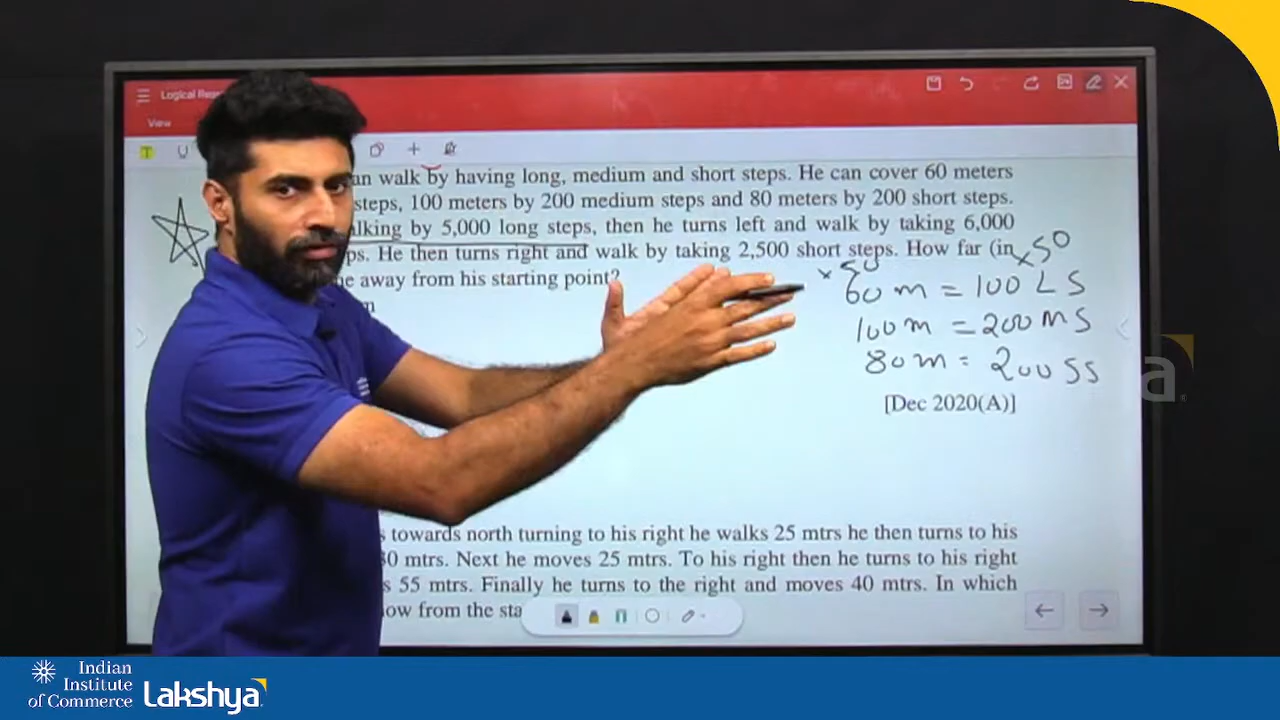 Logical
View
an walk by having long, medium and short steps. He can cover 60 meters
steps, 100 meters by 200 medium steps and 80 meters by 200 short steps.
alking by 5,000 long steps, then he turns left and walk by taking 6,000
ps. He then turns right and walk by taking 2,500 short steps. How far (in
e away from his starting point?
×50
×50
60 m = 100 LS
100 m = 200 MS
80 m = 200 SS
[Dec 2020(A)]
s towards north turning to his right he walks 25 mtrs he then turns to his
30 mtrs. Next he moves 25 mtrs. To his right then he turns to his right
s 55 mtrs. Finally he turns to the right and moves 40 mtrs. In which
ow from the sta
a
Indian
Institute
of Commerce
Lakshya